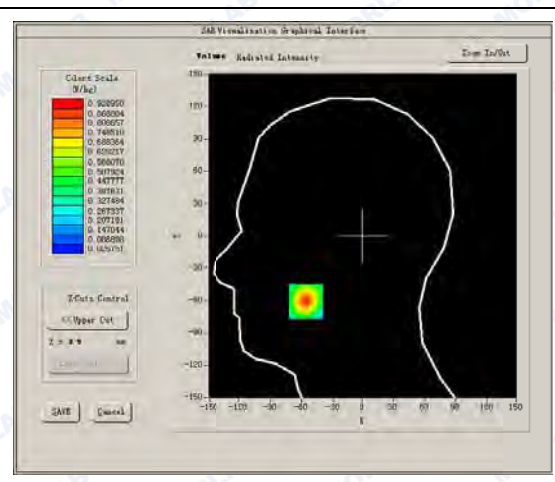 SAR Visualisation Graphical Interface
Volume Radiated Intensity
Zoom In/Out
Colors Scale
(W/kg)
0.928950
0.868804
0.808657
0.748510
0.688364
0.628217
0.568070
0.507924
0.447777
0.387631
0.327484
0.267337
0.207191
0.147044
0.086898
0.026751
150
120
90
60
30
0
-30
-60
-90
-120
-150
-150 -120 -90 -60 -30 0 30 60 90 120 150
X
Z-Cuts Control
<<Upper Cut
SAVE
Cancel